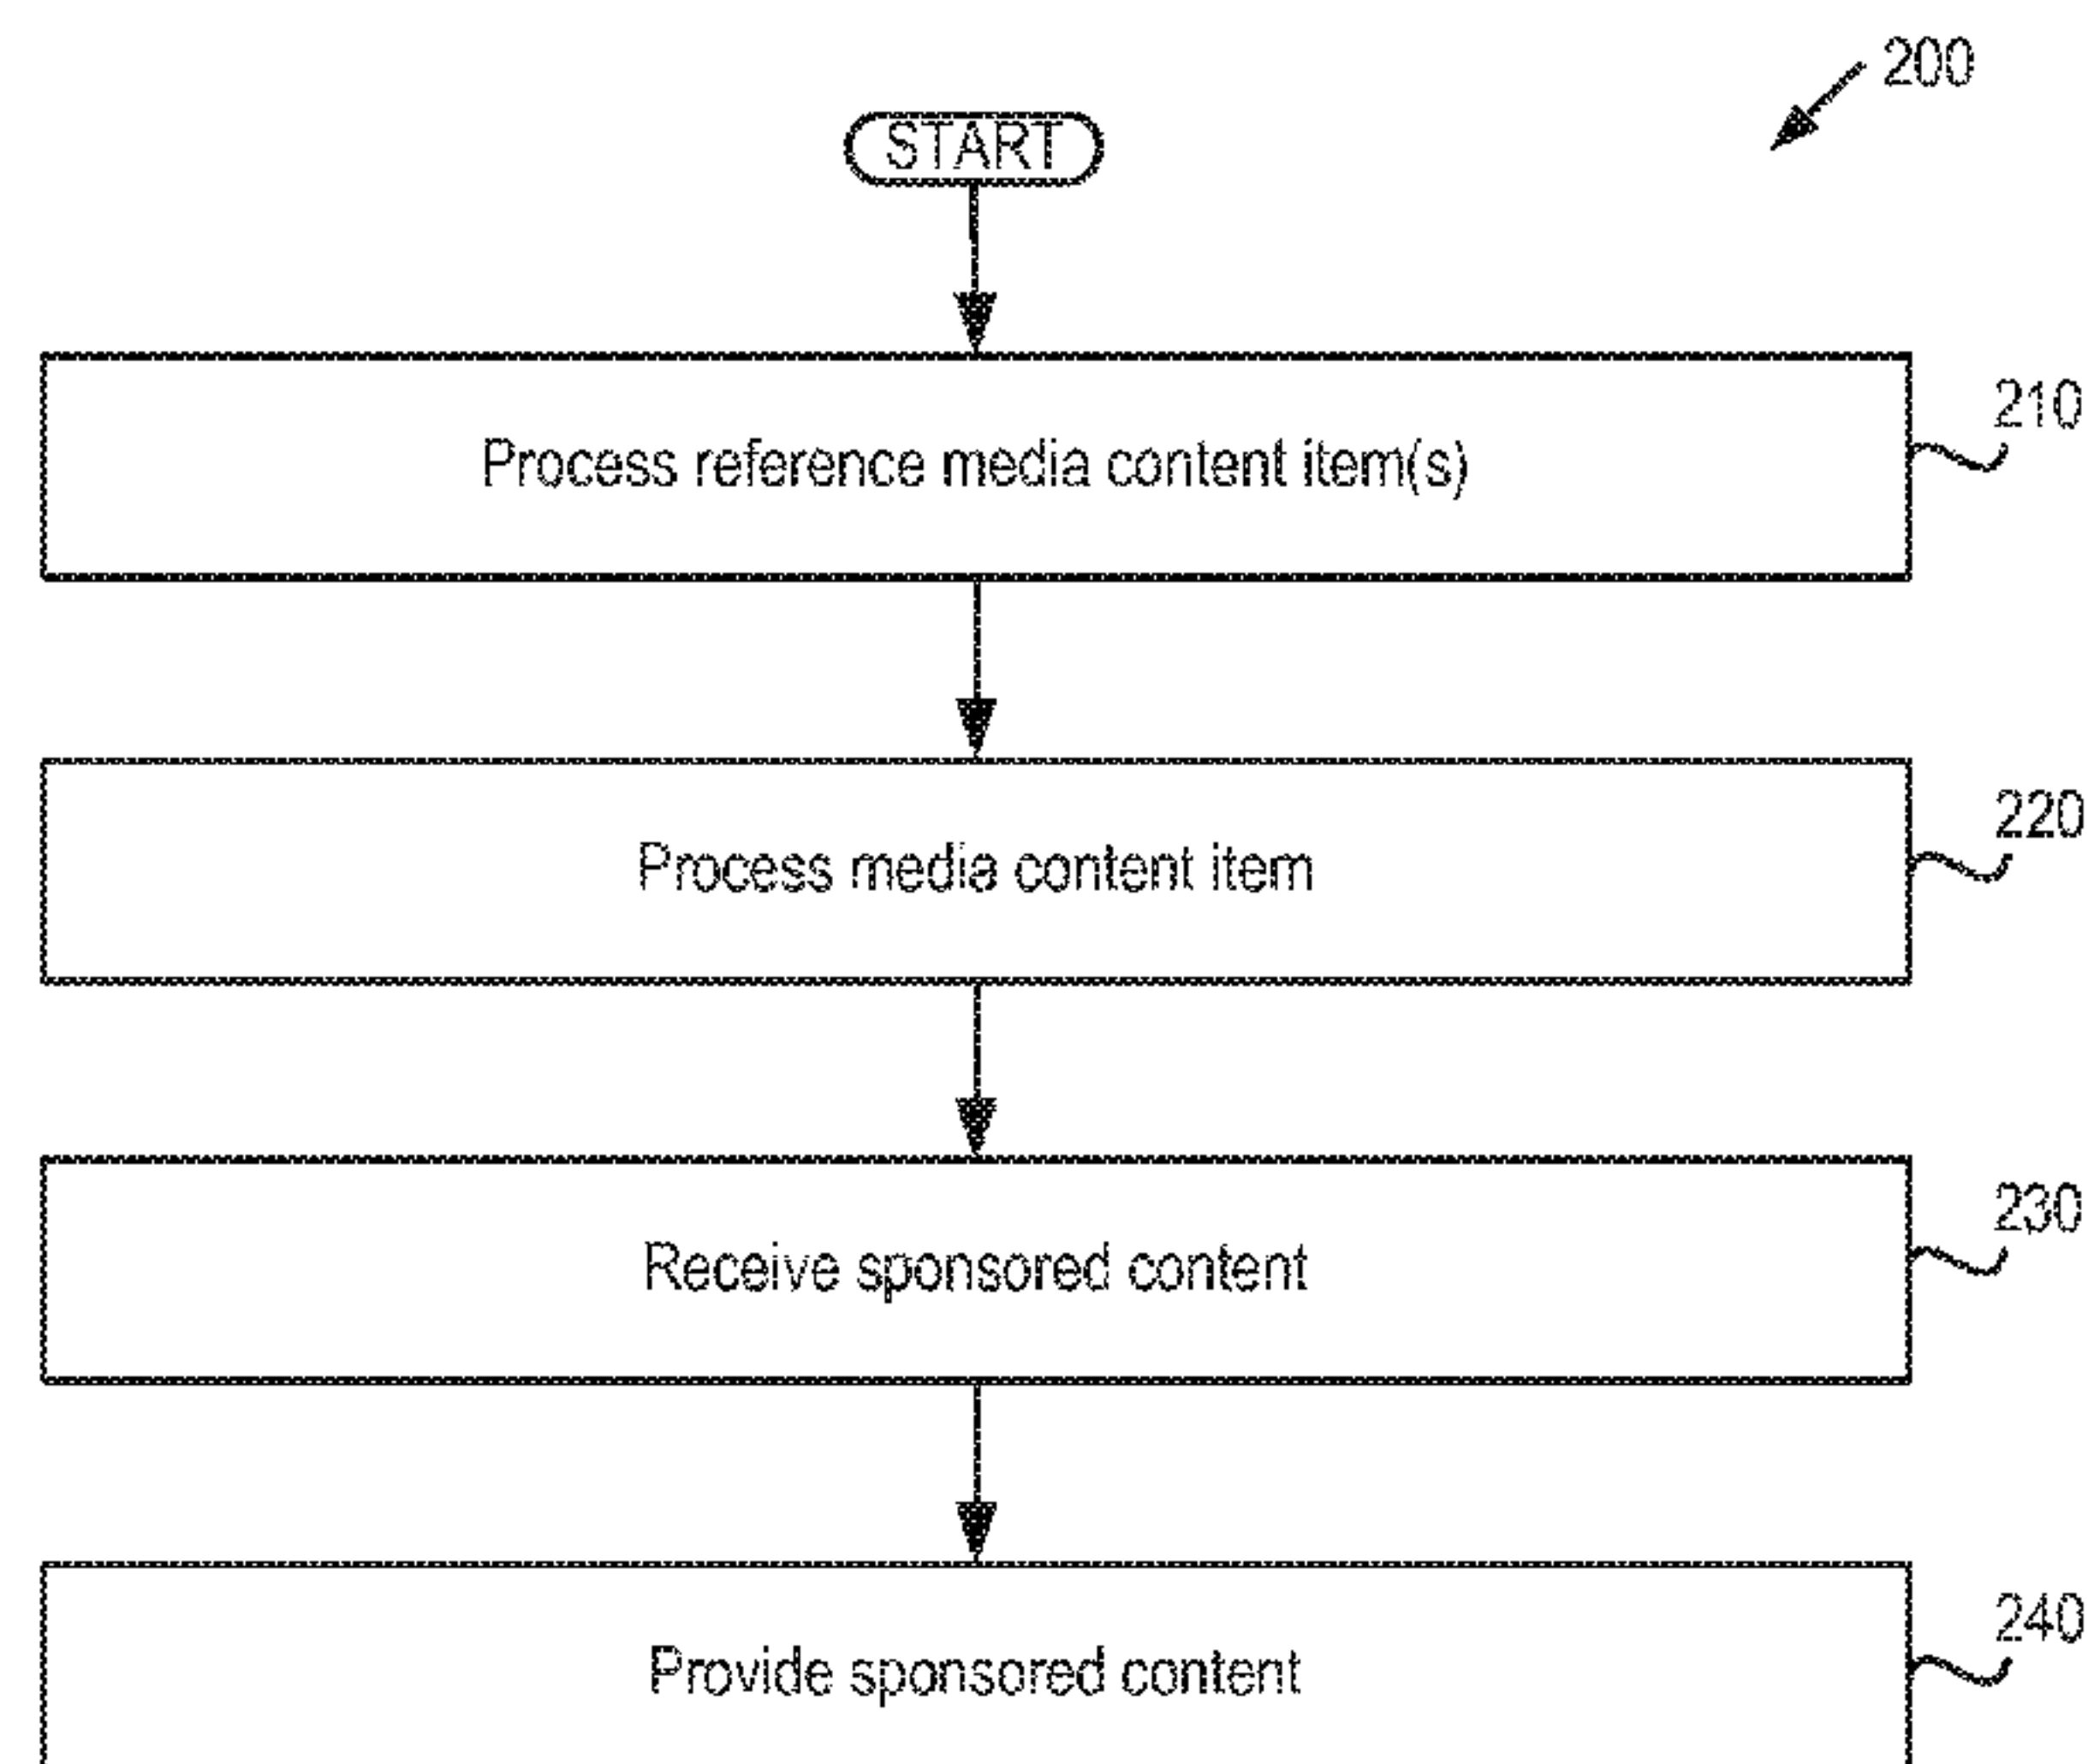 200
START
210
Process reference media content item(s)
220
Process media content item
230
Receive sponsored content
240
Provide sponsored content